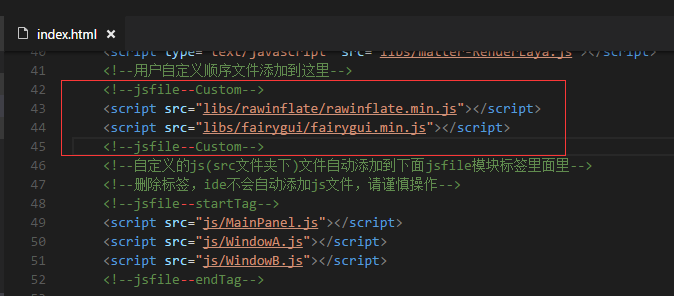 index.html ×
40 <script type="text/javascript" src="libs/matter-RenderLaya.js"></script>
41 <!--用户自定义顺序文件添加到这里-->
42 <!--jsfile--Custom-->
43 <script src="libs/rawinflate/rawinflate.min.js"></script>
44 <script src="libs/fairygui/fairygui.min.js"></script>
45 <!--jsfile--Custom-->
46 <!--自定义的js(src文件夹下)文件自动添加到下面jsfile模块标签里面里-->
47 <!--删除标签，ide不会自动添加js文件，请谨慎操作-->
48 <!--jsfile--startTag-->
49 <script src="js/MainPanel.js"></script>
50 <script src="js/WindowA.js"></script>
51 <script src="js/WindowB.js"></script>
52 <!--jsfile--endTag-->